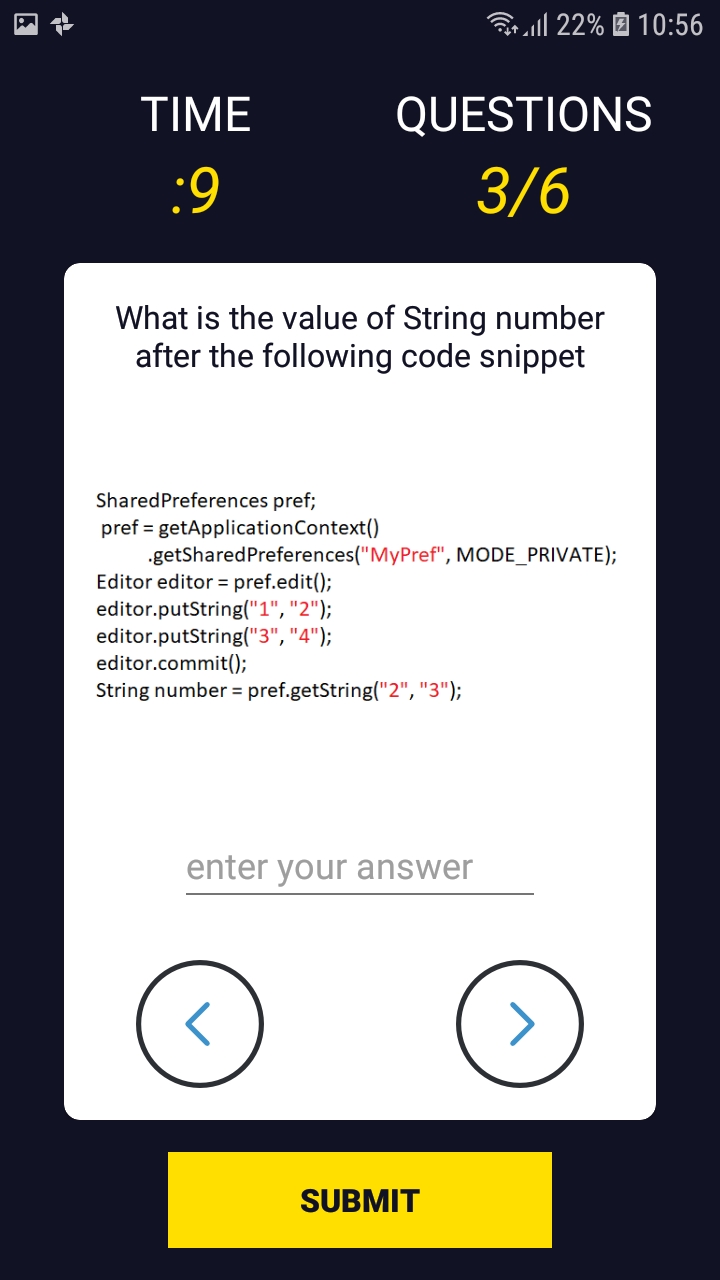 22% 10:56
TIME QUESTIONS
:9 3/6
What is the value of String number
after the following code snippet
SharedPreferences pref;
pref = getApplicationContext()
.getSharedPreferences("MyPref", MODE_PRIVATE);
Editor editor = pref.edit();
editor.putString("1", "2");
editor.putString("3", "4");
editor.commit();
String number = pref.getString("2", "3");
enter your answer
SUBMIT